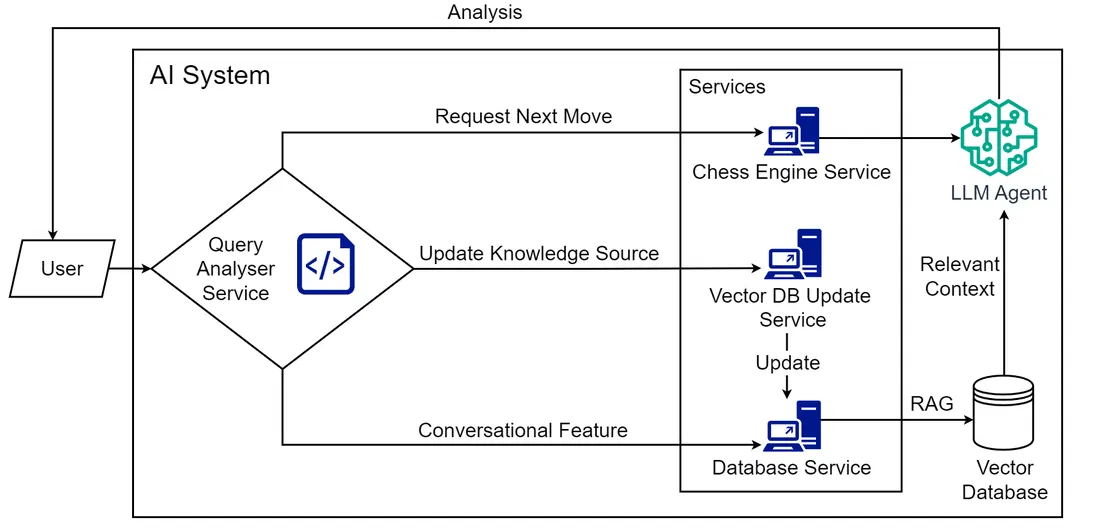 Analysis
AI System
Services
Request Next Move
Chess Engine Service
LLM Agent
User
Query
Analyser
Service
</>
Update Knowledge Source
Vector DB Update
Service
Relevant
Context
Update
RAG
Conversational Feature
Database Service
Vector
Database